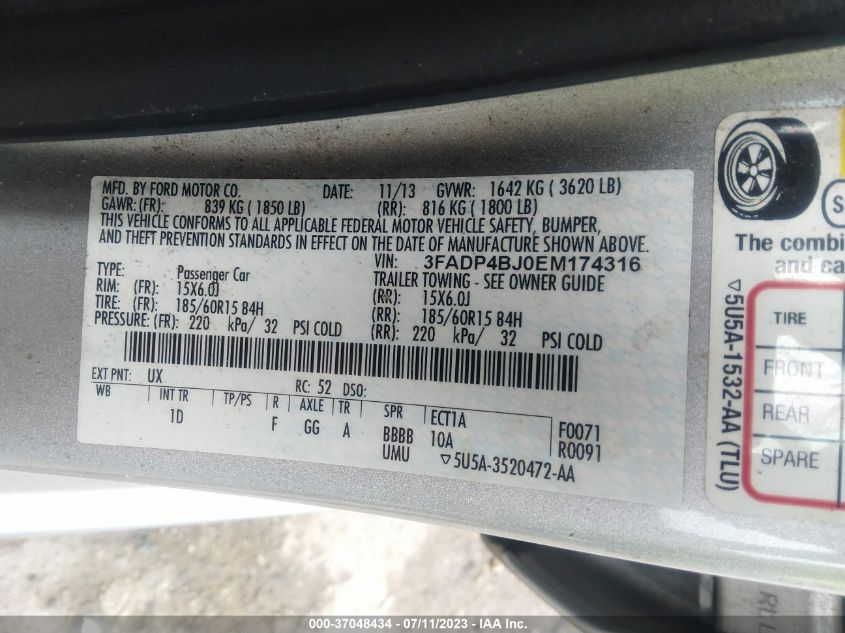 MFD. BY FORD MOTOR CO. DATE: 11/13 GVWR: 1642 KG ( 3620 LB)
GAWR: (FR): 839 KG ( 1850 LB) (RR): 816 KG ( 1800 LB)
THIS VEHICLE CONFORMS TO ALL APPLICABLE FEDERAL MOTOR VEHICLE SAFETY, BUMPER,
AND THEFT PREVENTION STANDARDS IN EFFECT ON THE DATE OF MANUFACTURE SHOWN ABOVE.
VIN: 3FADP4BJ0EM174316
TYPE: Passenger Car TRAILER TOWING - SEE OWNER GUIDE
RIM: (FR): 15X6.0J (RR): 15X6.0J
TIRE: (FR): 185/60R15 84H (RR): 185/60R15 84H
PRESSURE: (FR): 220 kPa/ 32 PSI COLD (RR): 220 kPa/ 32 PSI COLD
EXT PNT: UX RC: 52 DSO:
WB INT TR TP/PS R AXLE TR SPR ECT1A F0071
1D F GG A BBBB 10A R0091
UMU ▽5U5A-3520472-AA
▽5U5A-1532-AA (TLU)
S
The combi
and ca
TIRE
FRONT
REAR
SPARE
000-37048434 - 07/11/2023 - IAA Inc.